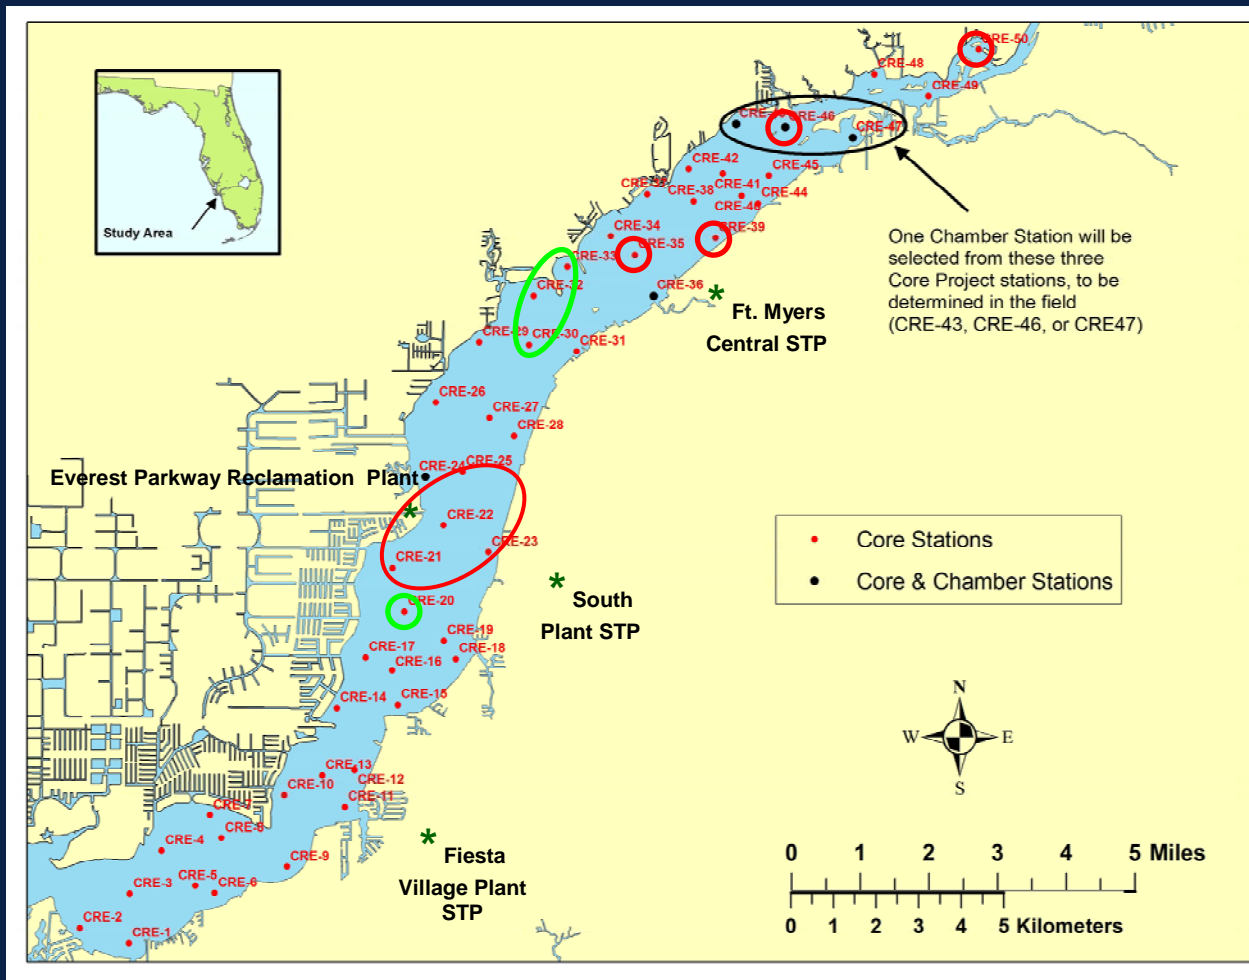 CRE-50
CRE-48
CRE-49
CRE-46
CRE-47
CRE-42
CRE-45
CRE-41
CRE-38
CRE-44
CRE-34
CRE-39
CRE-35
CRE-33
CRE-32
CRE-36
CRE-29
CRE-30
CRE-31
CRE-26
CRE-27
CRE-28
CRE-24
CRE-25
CRE-22
CRE-23
CRE-21
CRE-20
CRE-19
CRE-17
CRE-16
CRE-18
CRE-14
CRE-15
CRE-13
CRE-12
CRE-10
CRE-11
CRE-7
CRE-4
CRE-9
CRE-5
CRE-3
CRE-6
CRE-2
CRE-1
Study Area
One Chamber Station will be
selected from these three
Core Project stations, to be
determined in the field
(CRE-43, CRE-46, or CRE47)
* Ft. Myers
Central STP
Everest Parkway Reclamation Plant
*
* South
Plant STP
* Fiesta
Village Plant
STP
Core Stations
Core & Chamber Stations
N
W E
S
0 1 2 3 4 5 Miles
0 1 2 3 4 5 Kilometers